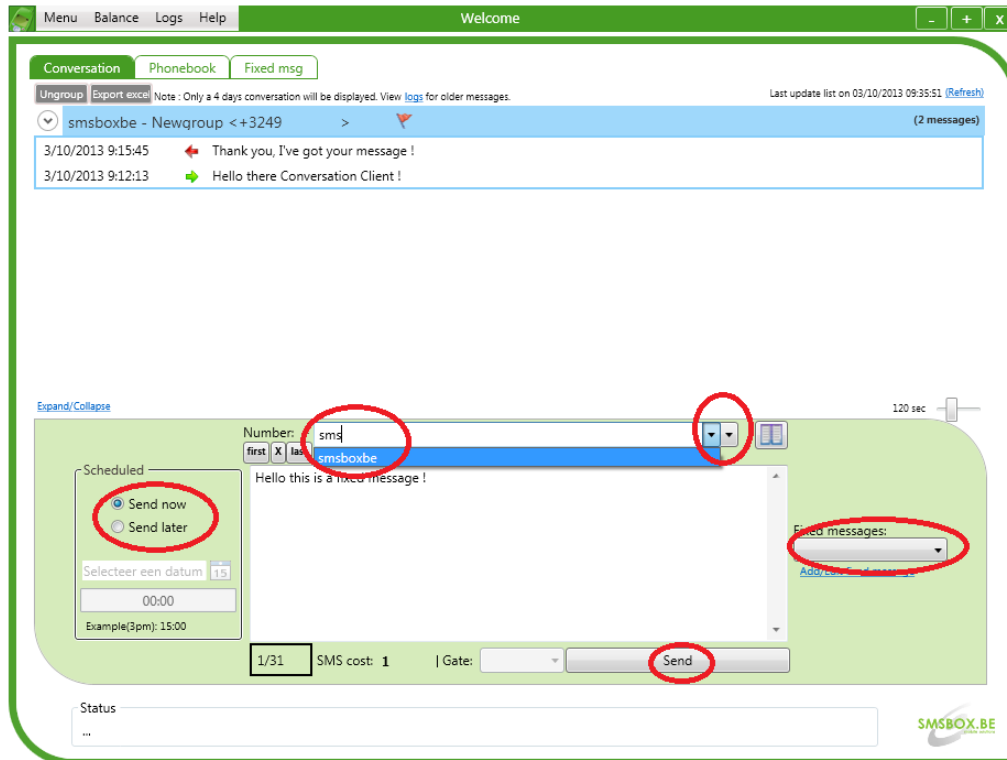 Menu Balance Logs Help Welcome - + x
Conversation Phonebook Fixed msg
Ungroup Export excel Note : Only a 4 days conversation will be displayed. View logs for older messages. Last update list on 03/10/2013 09:35:51 (Refresh)
smsboxbe - Newgroup <+3249 > (2 messages)
3/10/2013 9:15:45 Thank you, I've got your message !
3/10/2013 9:12:13 Hello there Conversation Client !
Expand/Collapse 120 sec
Number: sms
first X las smsboxbe
Scheduled Hello this is a fixed message !
Send now
Send later Fixed messages:
Selecteer een datum 15 Add/Edit fixed message
00:00
Example(3pm): 15:00
1/31 SMS cost: 1 | Gate: Send
Status
...
SMSBOX.BE